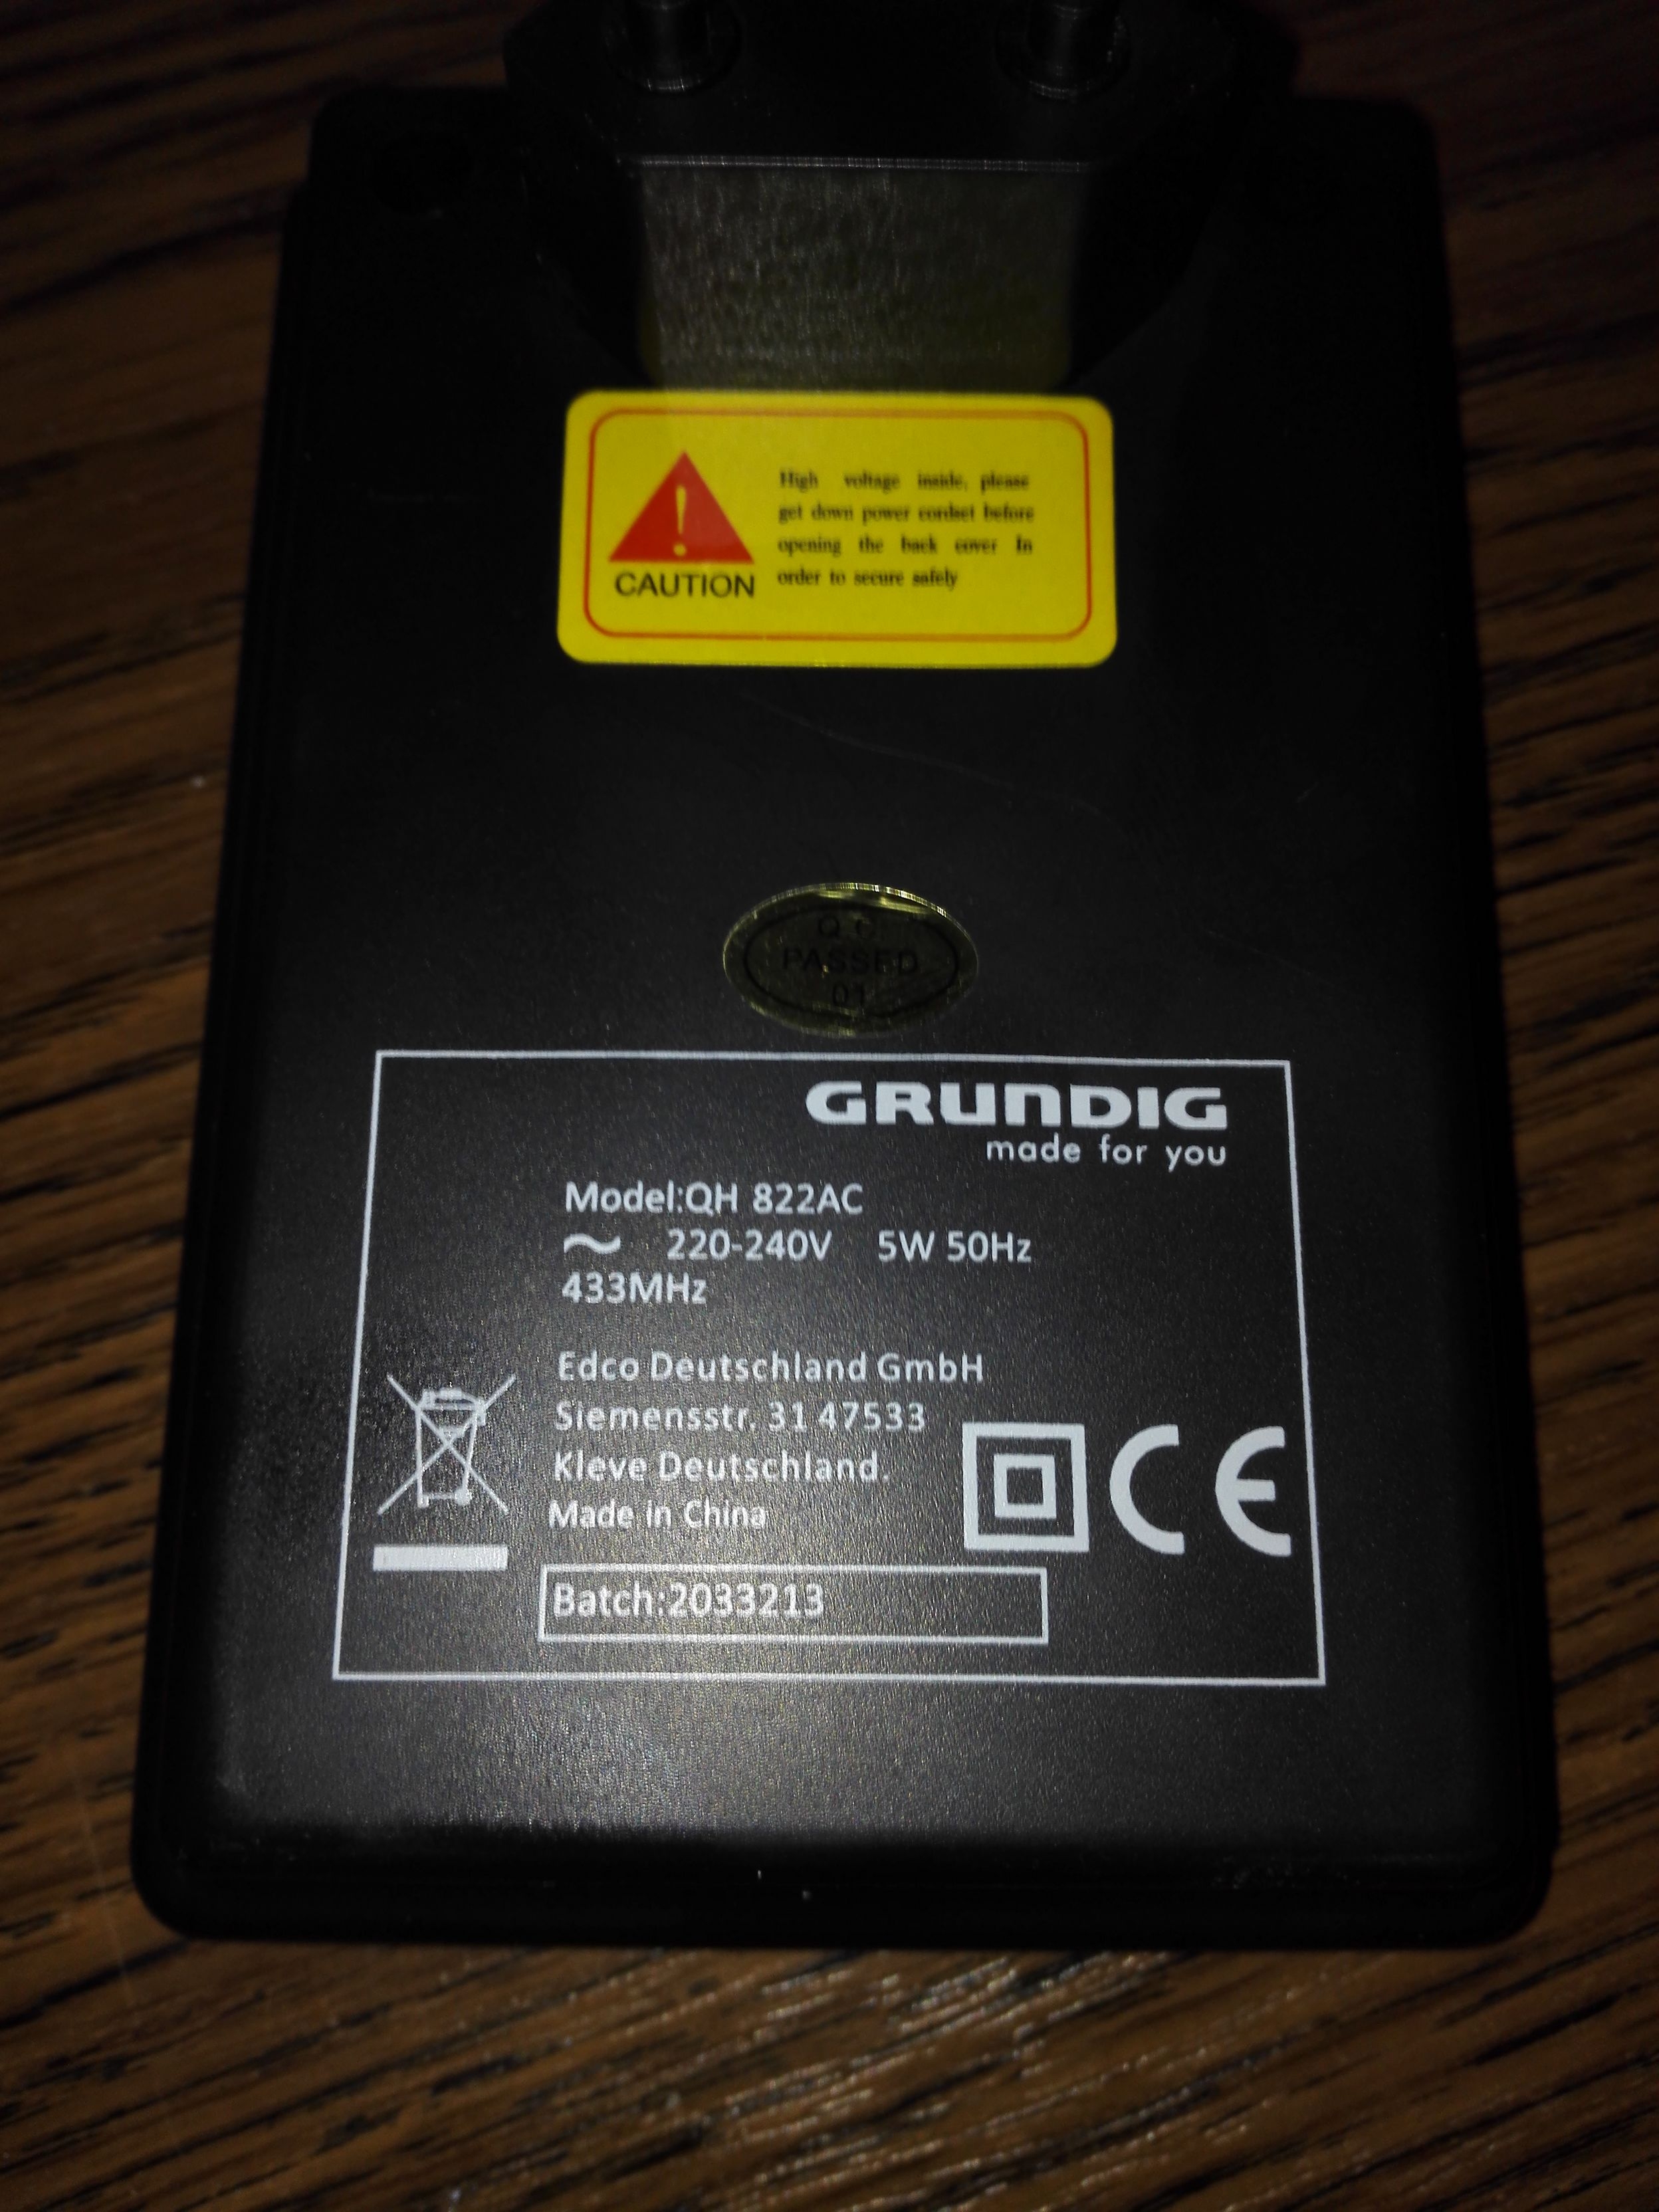 High voltage inside, please
get down power cordset before
opening the back cover In
order to secure safely
CAUTION
Q.C.
PASSED
01
GRUNDIG
made for you
Model:QH 822AC
~ 220-240V 5W 50Hz
433MHz
Edco Deutschland GmbH
Siemensstr. 31 47533
Kleve Deutschland.
Made in China
CE
Batch:2033213